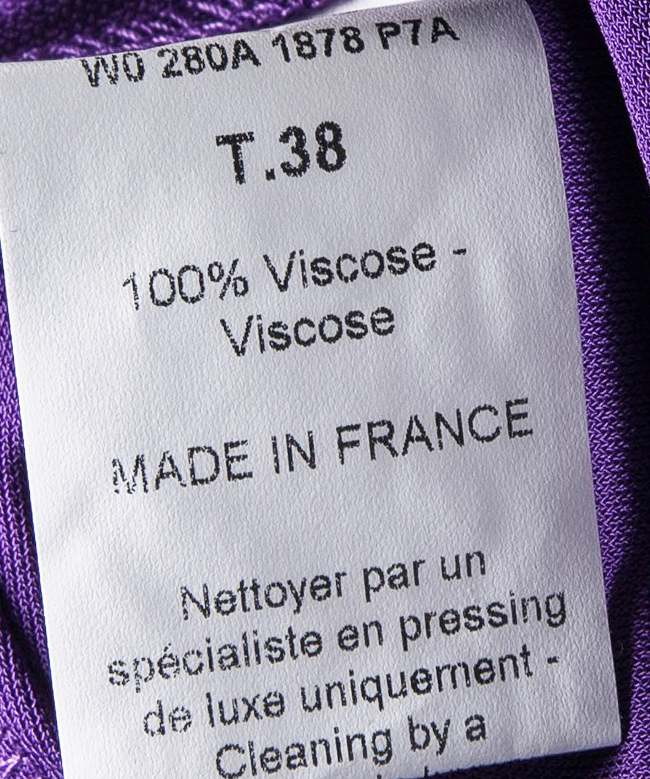 W0 280A 1878 P7A
T.38
100% Viscose -
Viscose
MADE IN FRANCE
Nettoyer par un
spécialiste en pressing
de luxe uniquement -
Cleaning by a